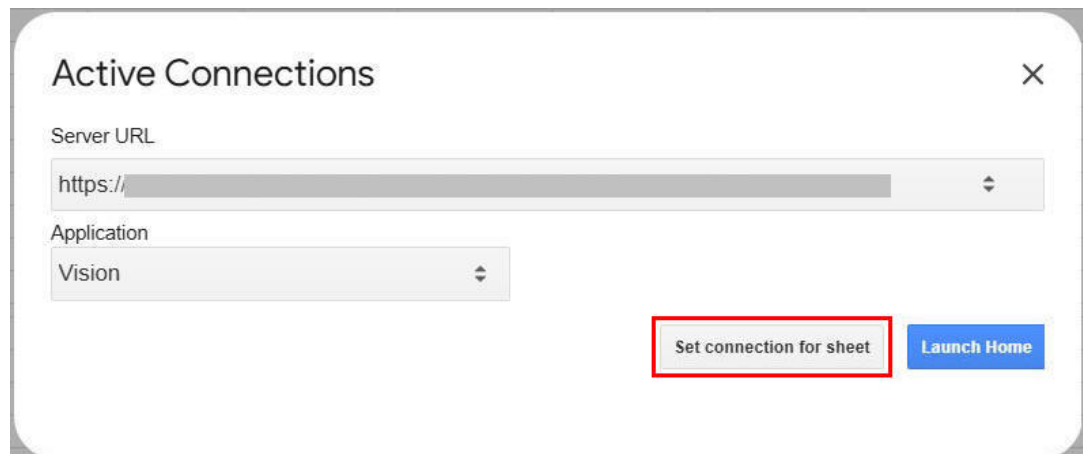 Active Connections
Server URL
https://
Application
Vision
Set connection for sheet
Launch Home